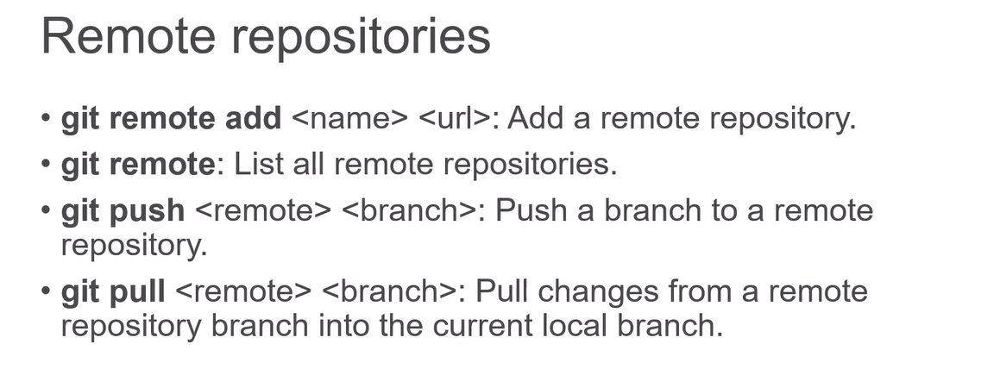 Remote repositories
• git remote add <name> <url>: Add a remote repository.
• git remote: List all remote repositories.
• git push <remote> <branch>: Push a branch to a remote
repository.
• git pull <remote> <branch>: Pull changes from a remote
repository branch into the current local branch.